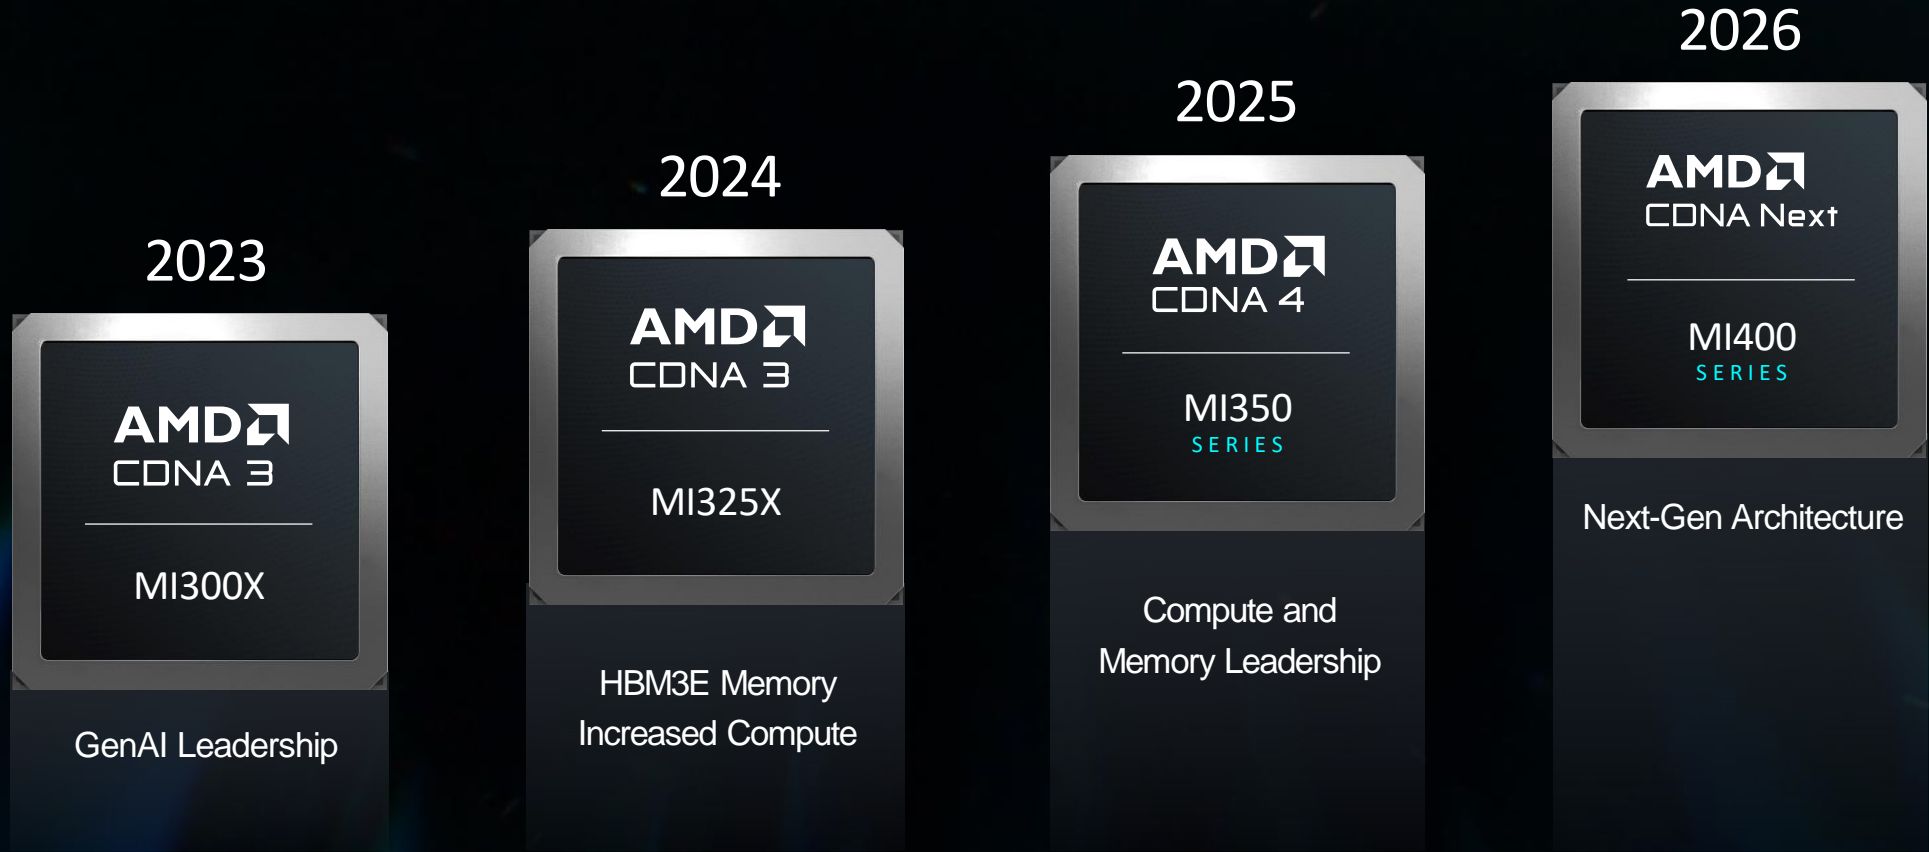 2023
AMD
CDNA 3
MI300X
GenAI Leadership
2024
AMD
CDNA 3
MI325X
HBM3E Memory
Increased Compute
2025
AMD
CDNA 4
MI350
SERIES
Compute and
Memory Leadership
2026
AMD
CDNA Next
MI400
SERIES
Next-Gen Architecture